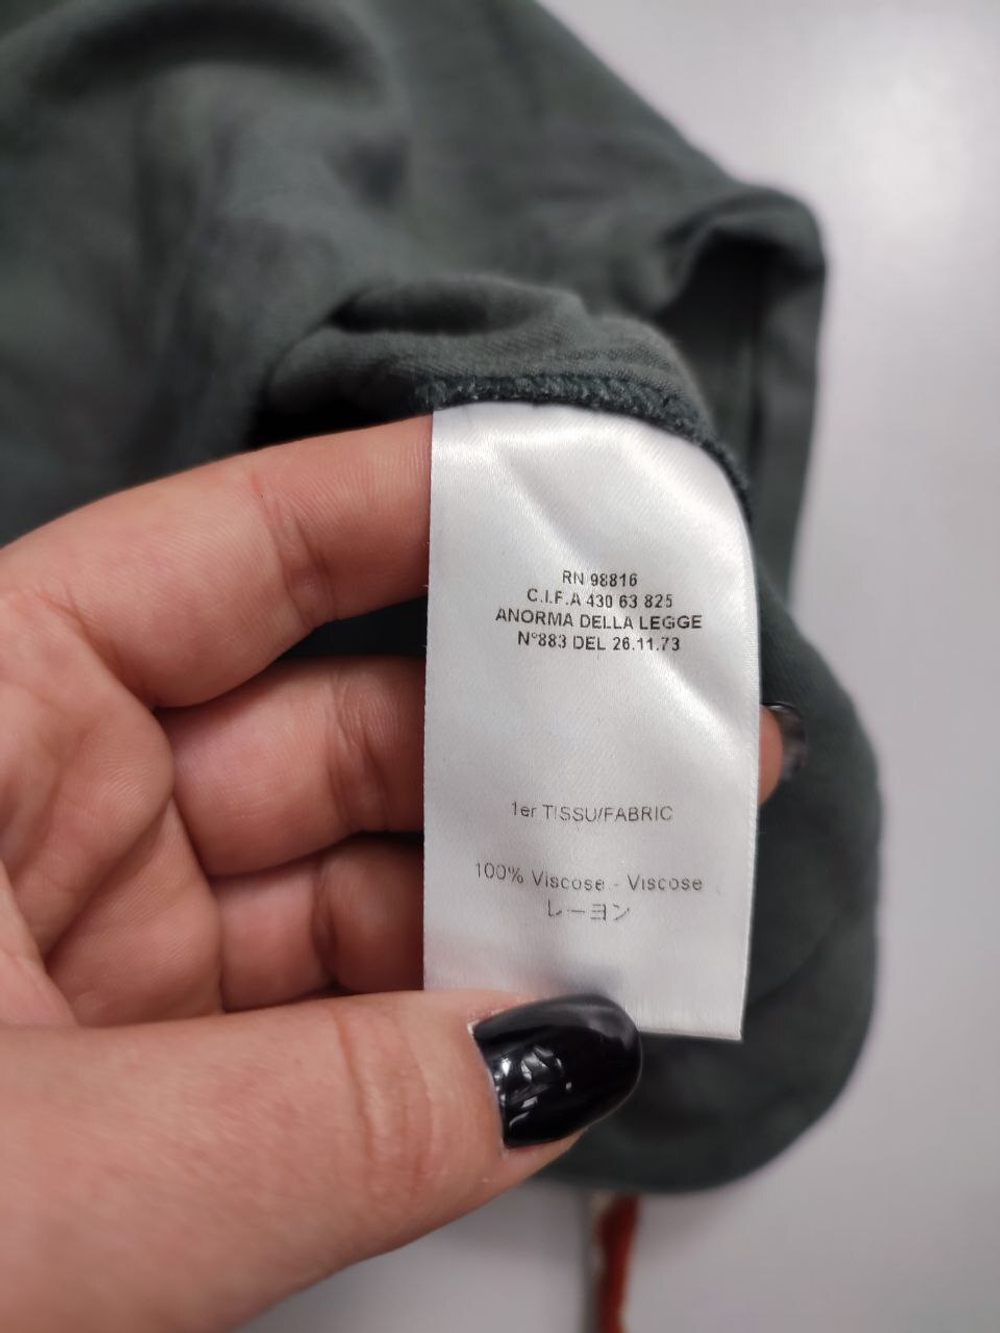 RN 98816
C.I.F.A 430 63 825
ANORMA DELLA LEGGE
N°883 DEL 26.11.73
1er TISSU/FABRIC
100% Viscose - Viscose
レーヨン